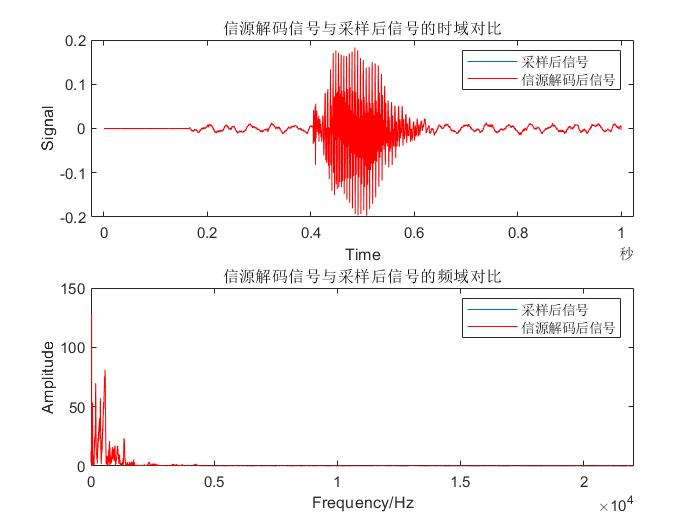 信源解码信号与采样后信号的时域对比
0.2
0.1
0
-0.1
-0.2
Signal
采样后信号
信源解码后信号
0 0.2 0.4 0.6 0.8 1
Time
秒
信源解码信号与采样后信号的频域对比
150
100
50
0
Amplitude
采样后信号
信源解码后信号
0 0.5 1 1.5 2
Frequency/Hz
×10⁴